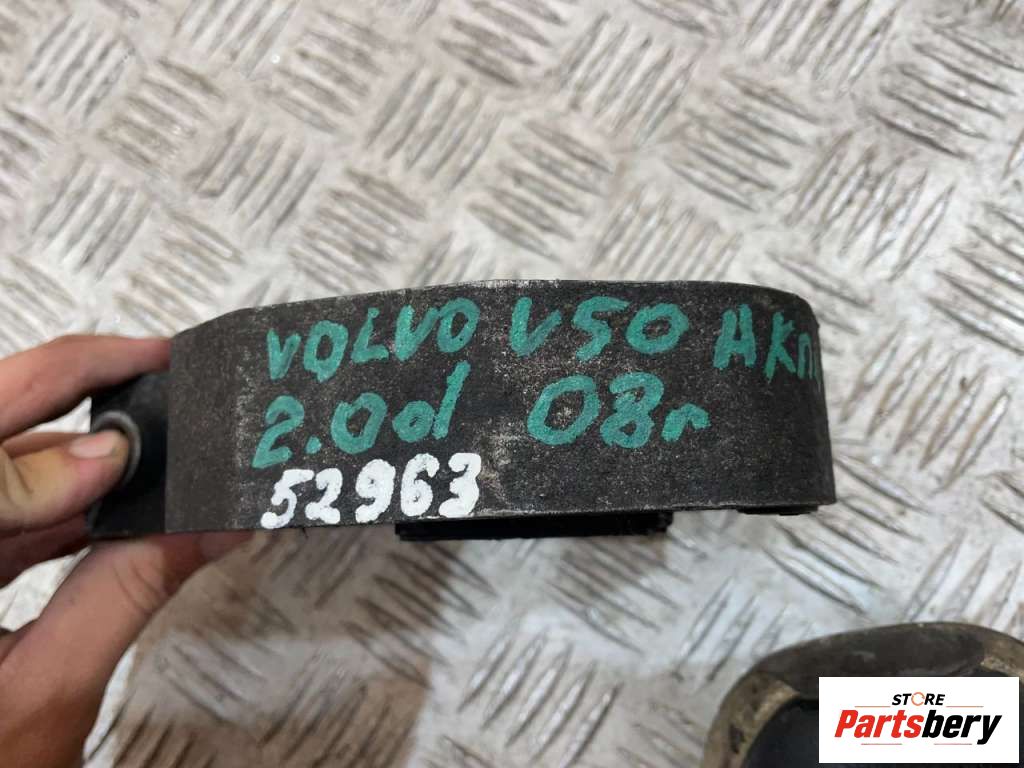 VOLVO V50 АКПП
2.0d 08г
52963
STORE
Partsbery